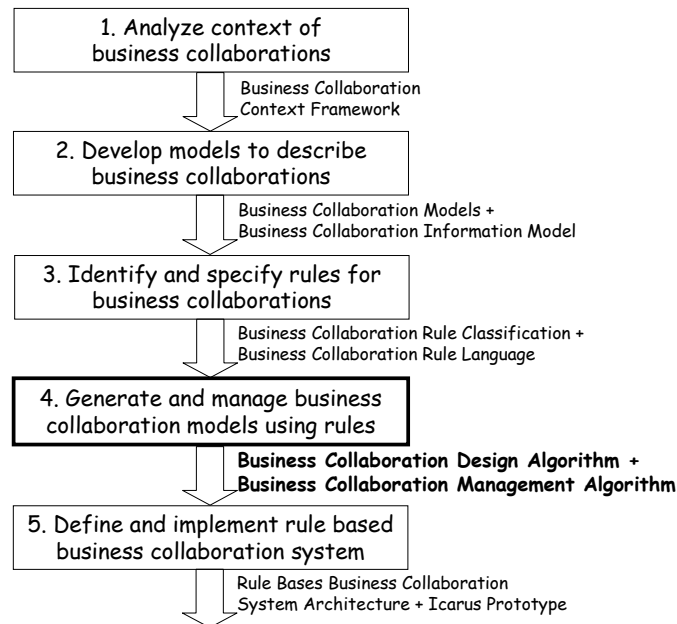 1. Analyze context of
business collaborations
Business Collaboration
Context Framework
2. Develop models to describe
business collaborations
Business Collaboration Models +
Business Collaboration Information Model
3. Identify and specify rules for
business collaborations
Business Collaboration Rule Classification +
Business Collaboration Rule Language
4. Generate and manage business
collaboration models using rules
Business Collaboration Design Algorithm +
Business Collaboration Management Algorithm
5. Define and implement rule based
business collaboration system
Rule Bases Business Collaboration
System Architecture + Icarus Prototype